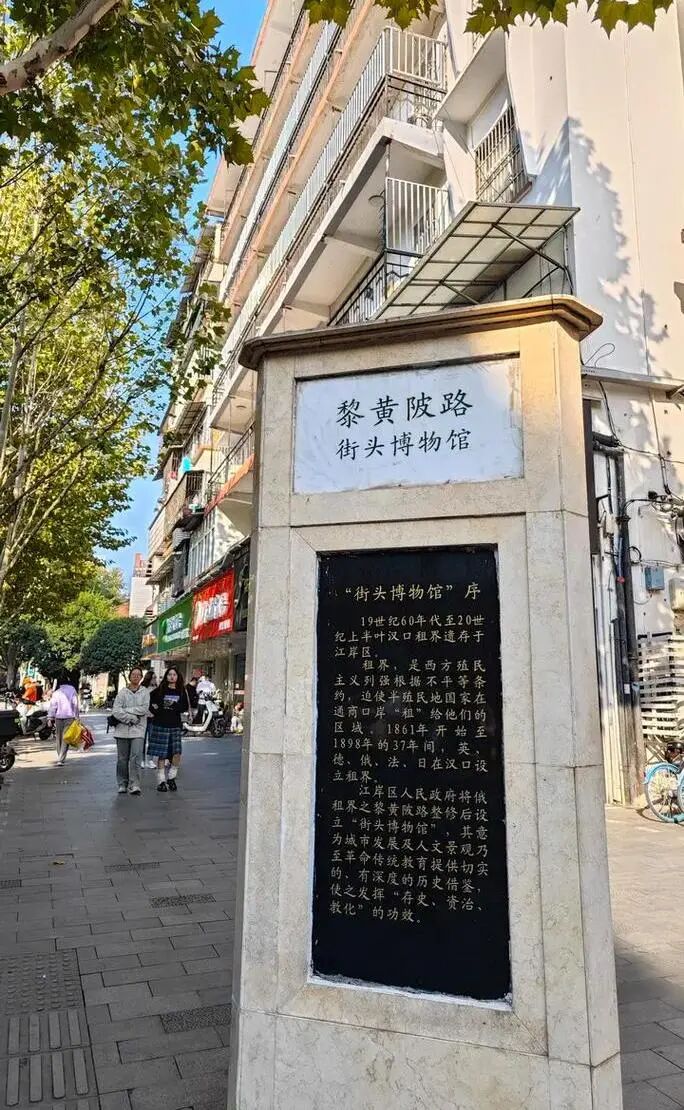 黎黄陂路
街头博物馆
“街头博物馆”序
19世纪60年代至20世
纪上半叶汉口租界遗存于
江岸区。
租界，是西方殖民
主义列强根据不平等条
约，迫使半殖民地国家在
通商口岸“租”给他们的
区域。1861年开始至
1898年的37年间，英、
德、俄、法、日在汉口设
立租界。
江岸区人民政府将俄
租界之黎黄陂路整修后设
立“街头博物馆”，其意
为城市发展及人文景观乃
至革命传统教育提供切实
的、有深度的历史借鉴，
使之发挥“存史、资治、
教化”的功效。